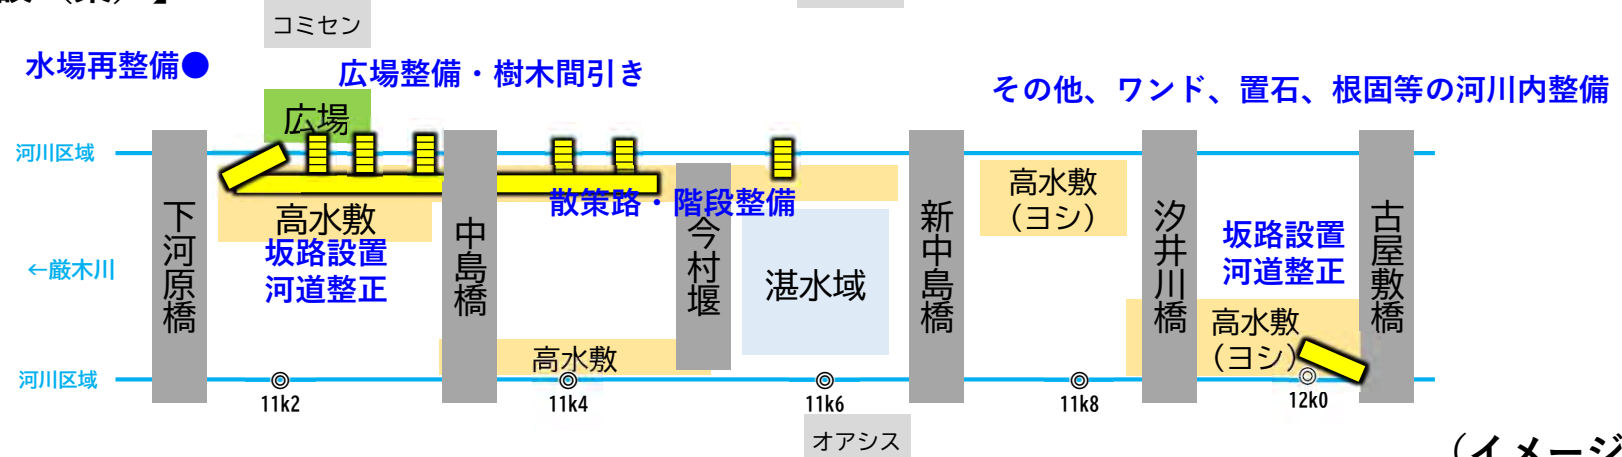 コミセン
水場再整備●
広場整備・樹木間引き
その他、ワンド、置石、根固等の河川内整備
広場
河川区域
高水敷
(ヨシ)
散策路・階段整備
高水敷
坂路設置
河道整正
坂路設置
河道整正
下河原橋
中島橋
今村堰
新中島橋
汐井川橋
古屋敷橋
←厳木川
湛水域
高水敷
(ヨシ)
高水敷
河川区域
11k2
11k4
11k6
11k8
12k0
オアシス
(イメージ